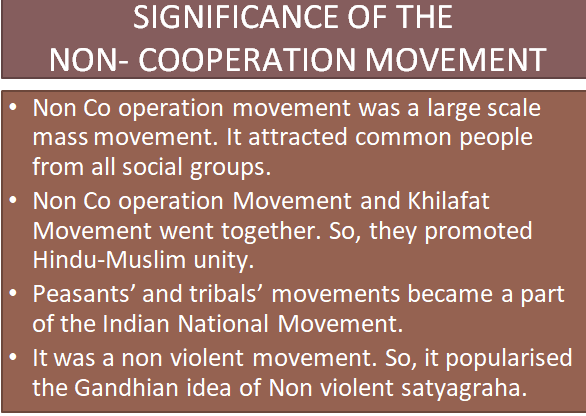 SIGNIFICANCE OF THE
NON- COOPERATION MOVEMENT
• Non Co operation movement was a large scale
mass movement. It attracted common people
from all social groups.
• Non Co operation Movement and Khilafat
Movement went together. So, they promoted
Hindu-Muslim unity.
• Peasants’ and tribals’ movements became a part
of the Indian National Movement.
• It was a non violent movement. So, it popularised
the Gandhian idea of Non violent satyagraha.